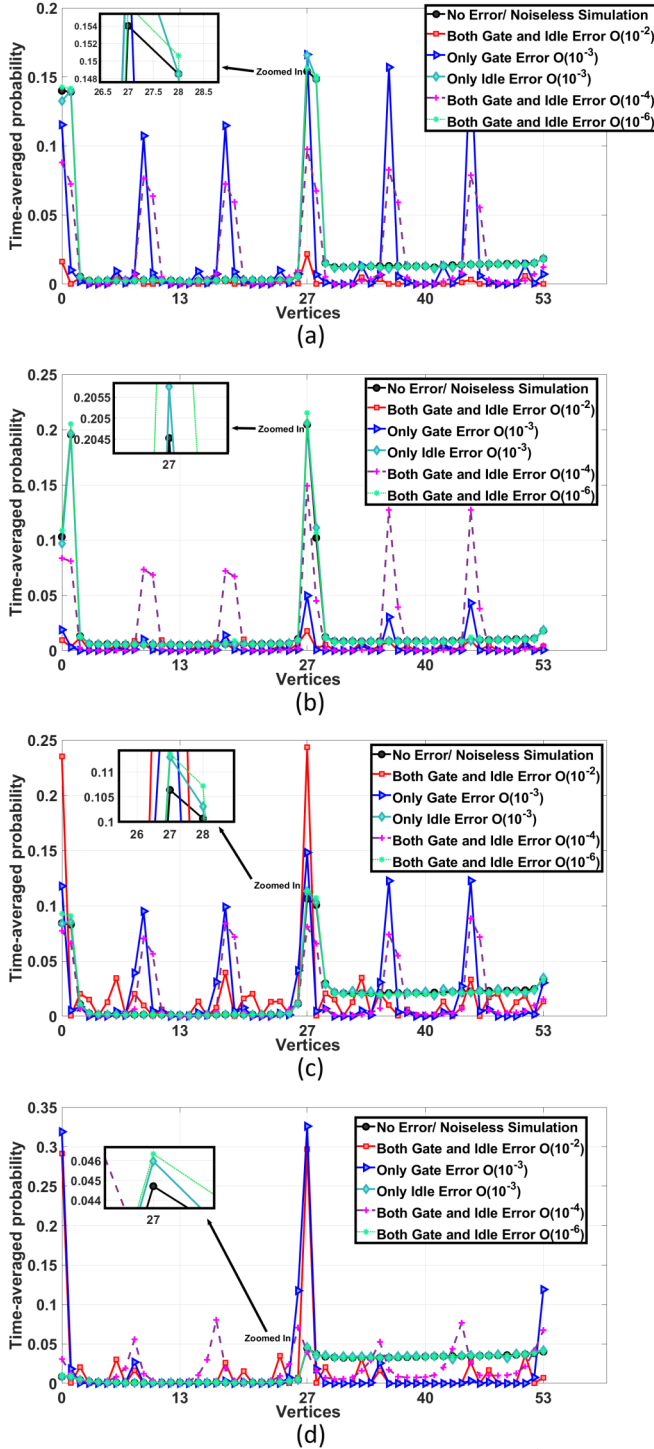 0.154
0.152
0.15
0.148
26.5 27 27.5 28 28.5
Zoomed In
No Error/ Noiseless Simulation
Both Gate and Idle Error O(10-2)
Only Gate Error O(10-3)
Only Idle Error O(10-3)
Both Gate and Idle Error O(10-4)
Both Gate and Idle Error O(10-6)
Time-averaged probability
0.2
0.15
0.1
0.05
0
0 13 27 40 53
Vertices
(a)
0.2055
0.205
0.2045
27
Zoomed In
No Error/ Noiseless Simulation
Both Gate and Idle Error O(10-2)
Only Gate Error O(10-3)
Only Idle Error O(10-3)
Both Gate and Idle Error O(10-4)
Both Gate and Idle Error O(10-6)
Time-averaged probability
0.25
0.2
0.15
0.1
0.05
0
0 13 27 40 53
Vertices
(b)
0.11
0.105
0.1
26 27 28
Zoomed In
No Error/ Noiseless Simulation
Both Gate and Idle Error O(10-2)
Only Gate Error O(10-3)
Only Idle Error O(10-3)
Both Gate and Idle Error O(10-4)
Both Gate and Idle Error O(10-6)
Time-averaged probability
0.25
0.2
0.15
0.1
0.05
0
0 13 27 40 53
Vertices
(c)
0.046
0.045
0.044
27
Zoomed In
No Error/ Noiseless Simulation
Both Gate and Idle Error O(10-2)
Only Gate Error O(10-3)
Only Idle Error O(10-3)
Both Gate and Idle Error O(10-4)
Both Gate and Idle Error O(10-6)
Time-averaged probability
0.35
0.3
0.25
0.2
0.15
0.1
0.05
0
0 13 27 40 53
Vertices
(d)